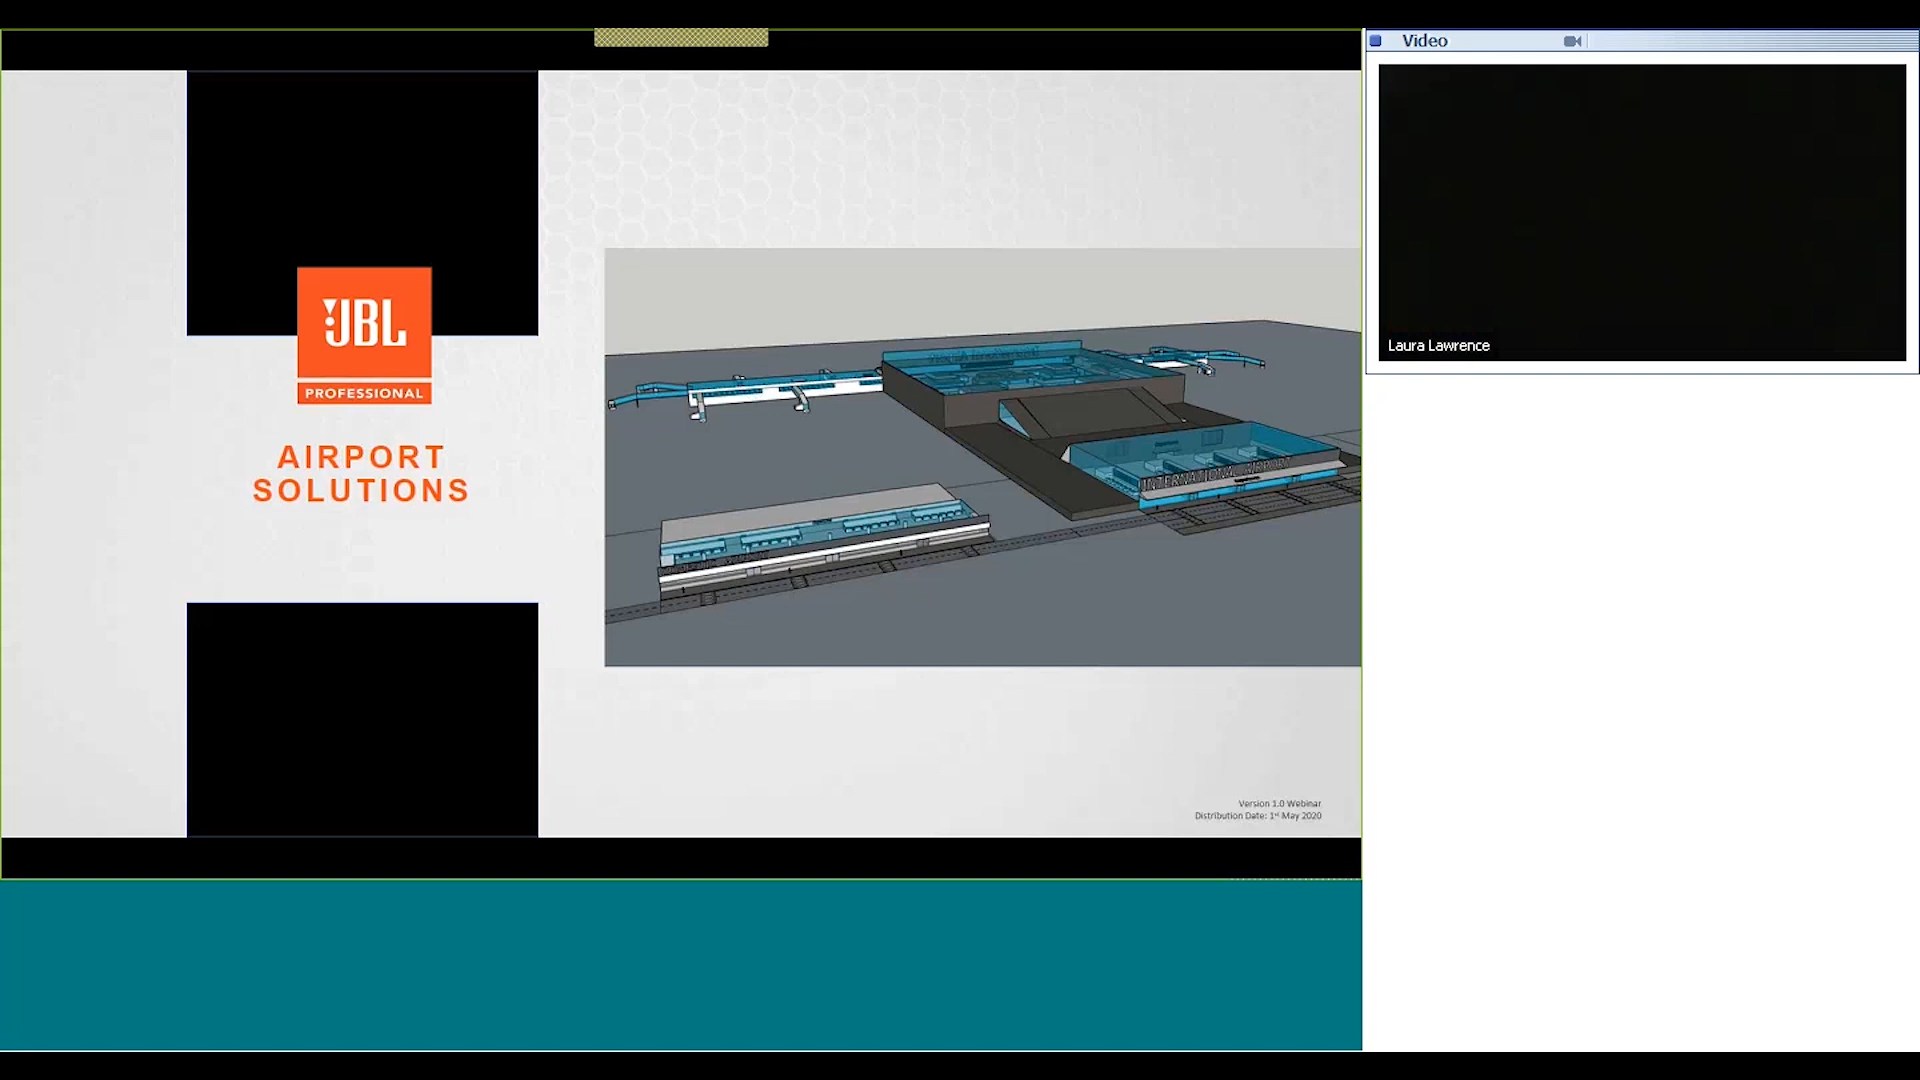 Video
Laura Lawrence
JBL
PROFESSIONAL
AIRPORT
SOLUTIONS
INTERNATIONAL AIRPORT
Version 1.0 Webinar
Distribution Date: 1st May 2020